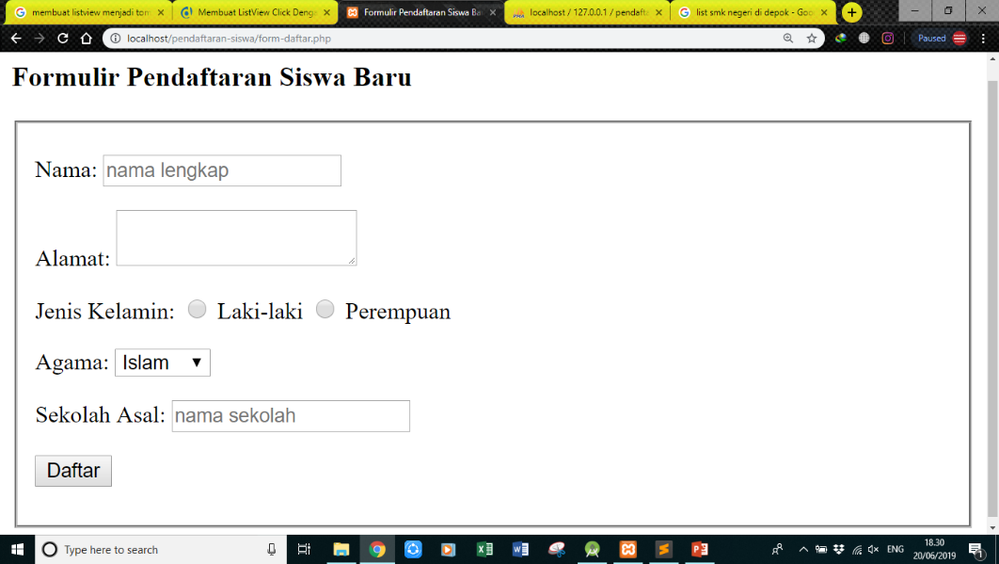 membuat listview menjadi tom
Membuat ListView Click Denga
Formulir Pendaftaran Siswa Ba
localhost / 127.0.0.1 / pendafta
list smk negeri di depok - Goo
localhost/pendaftaran-siswa/form-daftar.php
Paused
Formulir Pendaftaran Siswa Baru
Nama: nama lengkap
Alamat:
Jenis Kelamin: Laki-laki Perempuan
Agama: Islam
Sekolah Asal: nama sekolah
Daftar
Type here to search
ENG
18.30
20/06/2019
1